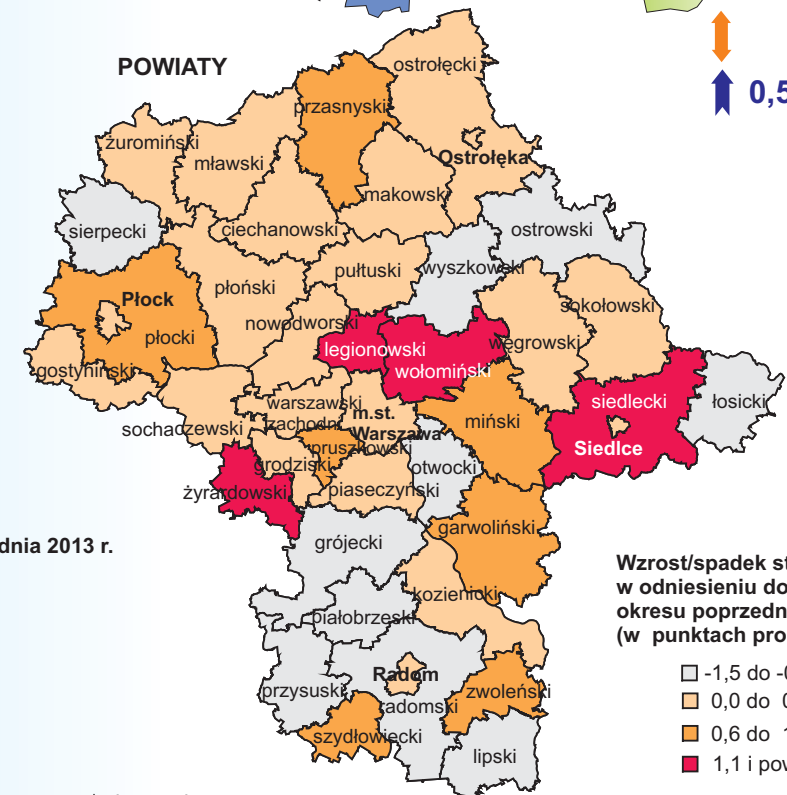 0,5
POWIATY
ostrołęcki
przasnyski
żuromiński
mławski
Ostrołęka
makowski
sierpecki
ciechanowski
ostrowski
pułtuski
wyszkowski
Płock
płoński
sokołowski
płocki
nowodworski
węgrowski
legionowski
gostyniński
wołomiński
siedlecki
łosicki
warszawski
zachodni
m.st.
Warszawa
miński
sochaczewski
pruszkowski
Siedlce
grodziski
otwocki
żyrardowski
piaseczyński
garwoliński
grójecki
dnia 2013 r.
kozienicki
białobrzeski
Radom
przysuski
radomski
zwoleński
szydłowiecki
lipski
Wzrost/spadek st
w odniesieniu do
okresu poprzedn
(w punktach pro
-1,5 do -0
0,0 do 0
0,6 do 1
1,1 i pow